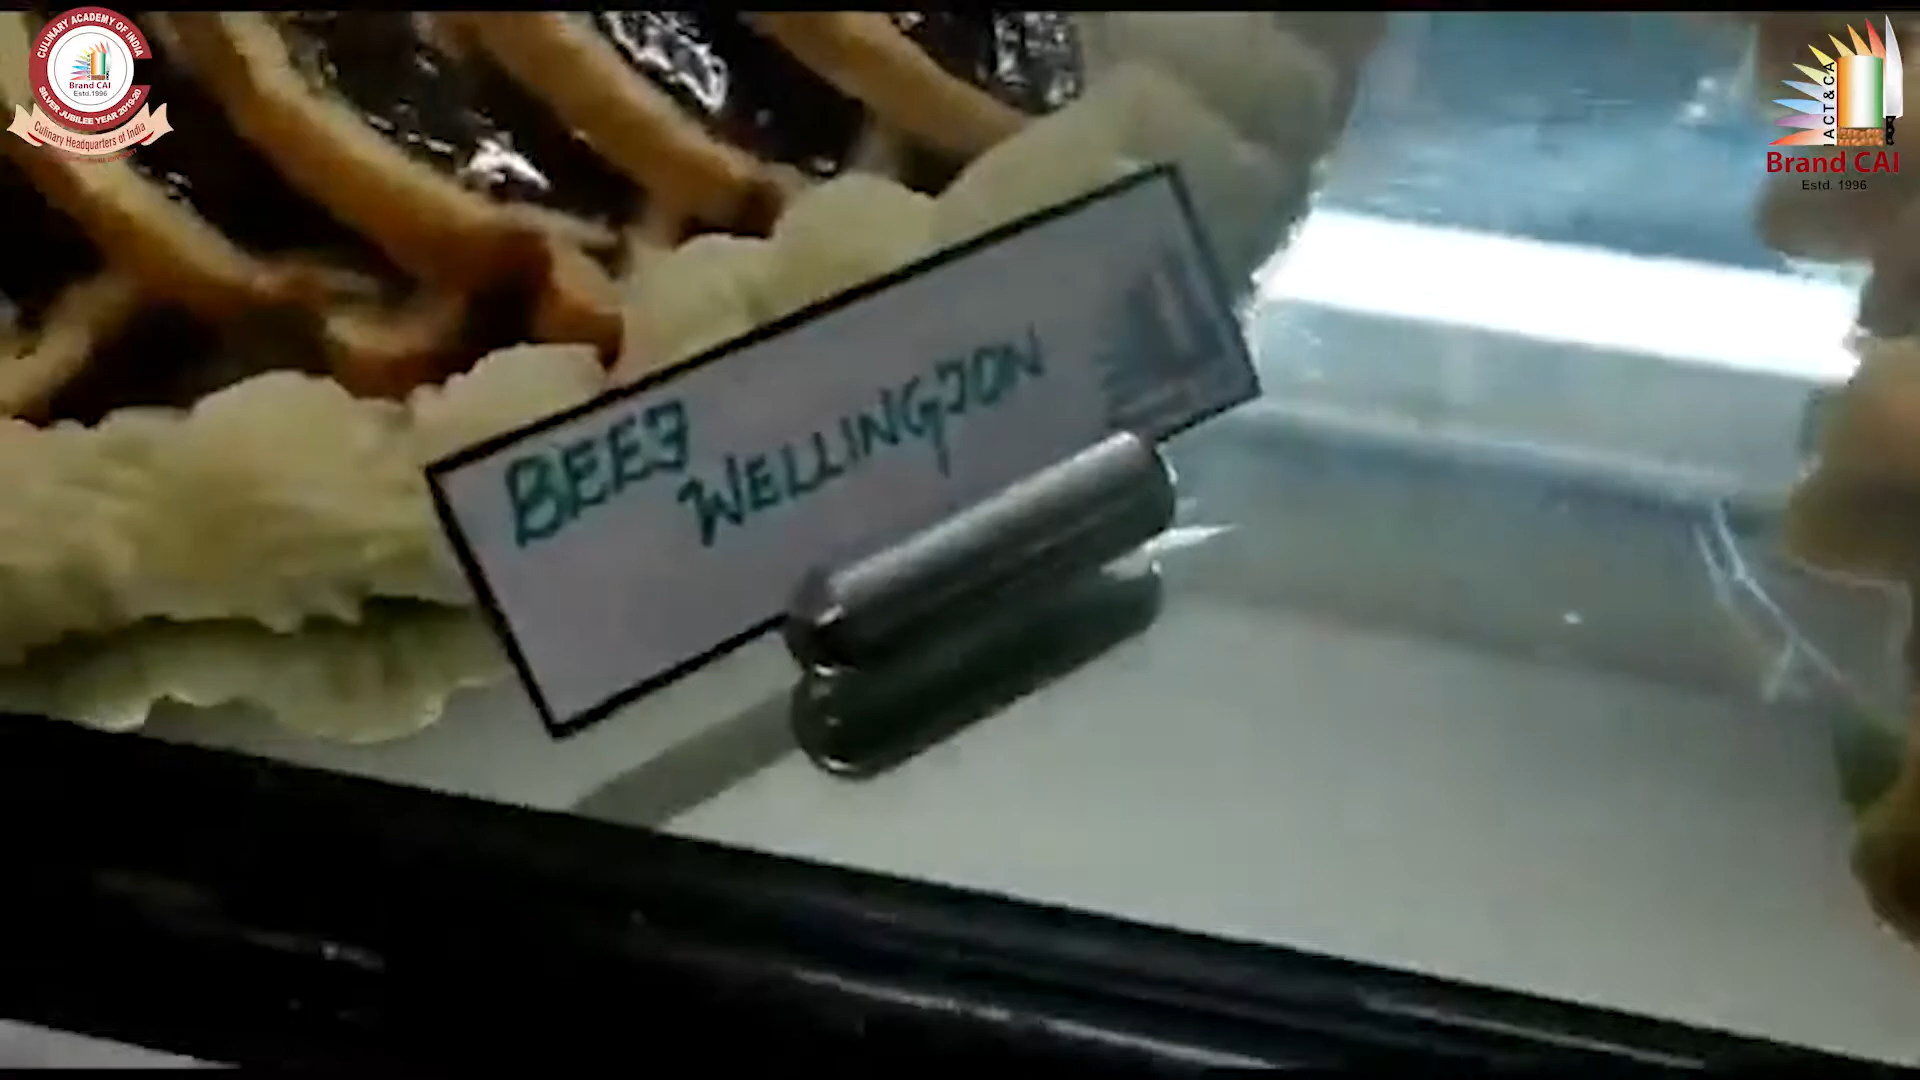 CULINARY ACADEMY OF INDIA
Brand CAI
Estd.1996
SILVER JUBILEE YEAR 2019-20
Culinary Headquarters of India
IACT&CA
Brand CAI
Estd. 1996
BEEF
WELLINGTON